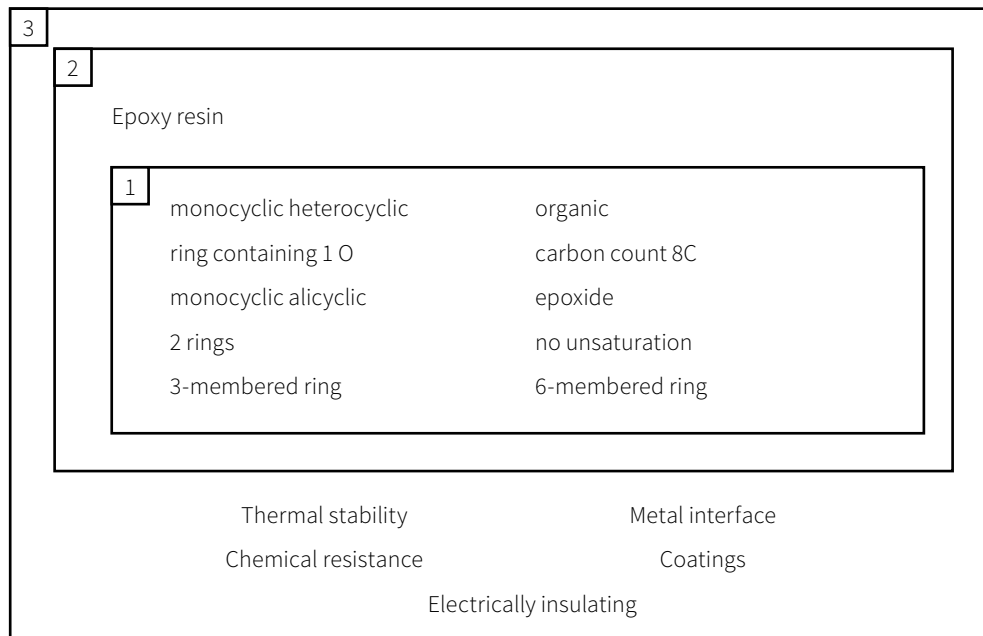 3
2
Epoxy resin
1
monocyclic heterocyclic
organic
ring containing 1 O
carbon count 8C
monocyclic alicyclic
epoxide
2 rings
no unsaturation
3-membered ring
6-membered ring
Thermal stability
Metal interface
Chemical resistance
Coatings
Electrically insulating